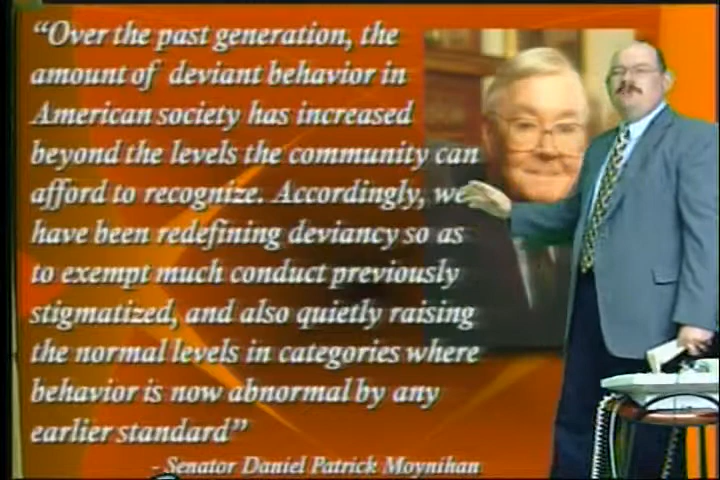 “Over the past generation, the
amount of deviant behavior in
American society has increased
beyond the levels the community can
afford to recognize. Accordingly, we
have been redefining deviancy so as
to exempt much conduct previously
stigmatized, and also quietly raising
the normal levels in categories where
behavior is now abnormal by any
earlier standard”
- Senator Daniel Patrick Moynihan